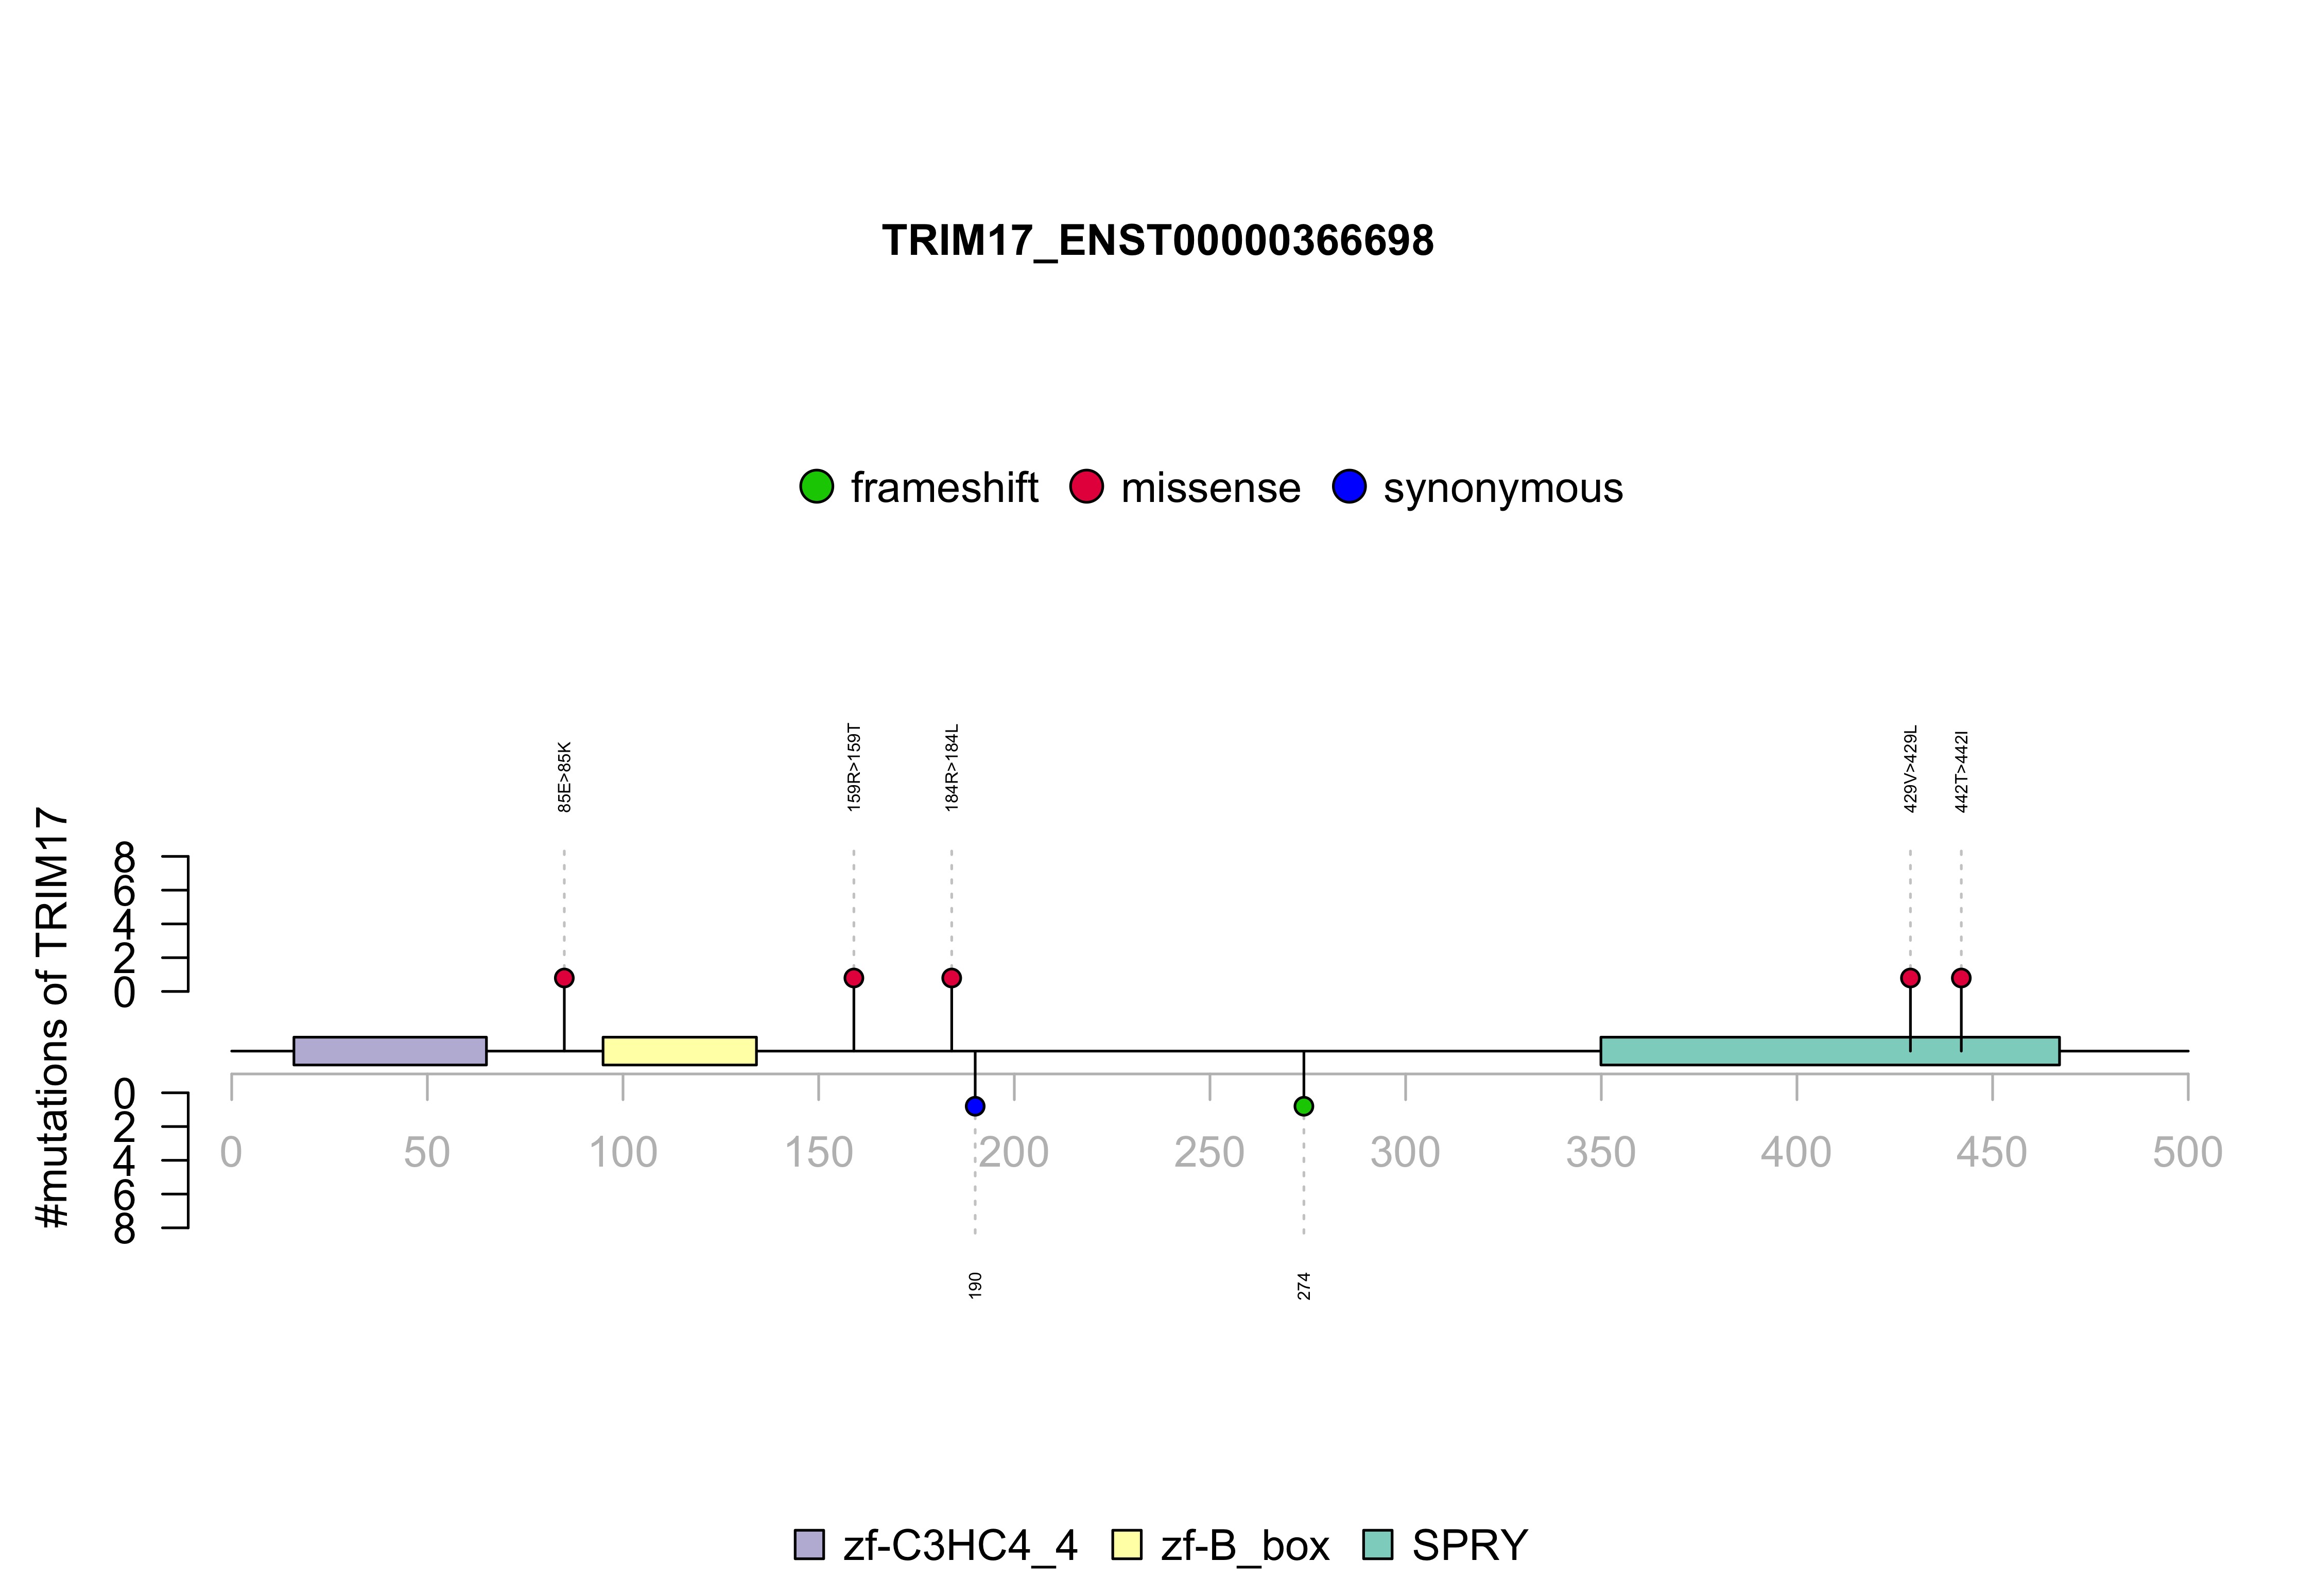 TRIM17_ENST00000366698
frameshift missense synonymous
85E>85K
159R>159T
184R>184L
429V>429L
442T>442I
#mutations of TRIM17
8
6
4
2
0
0
2
4
6
8
0 50 100 150 200 250 300 350 400 450 500
190
274
zf-C3HC4_4 zf-B_box SPRY